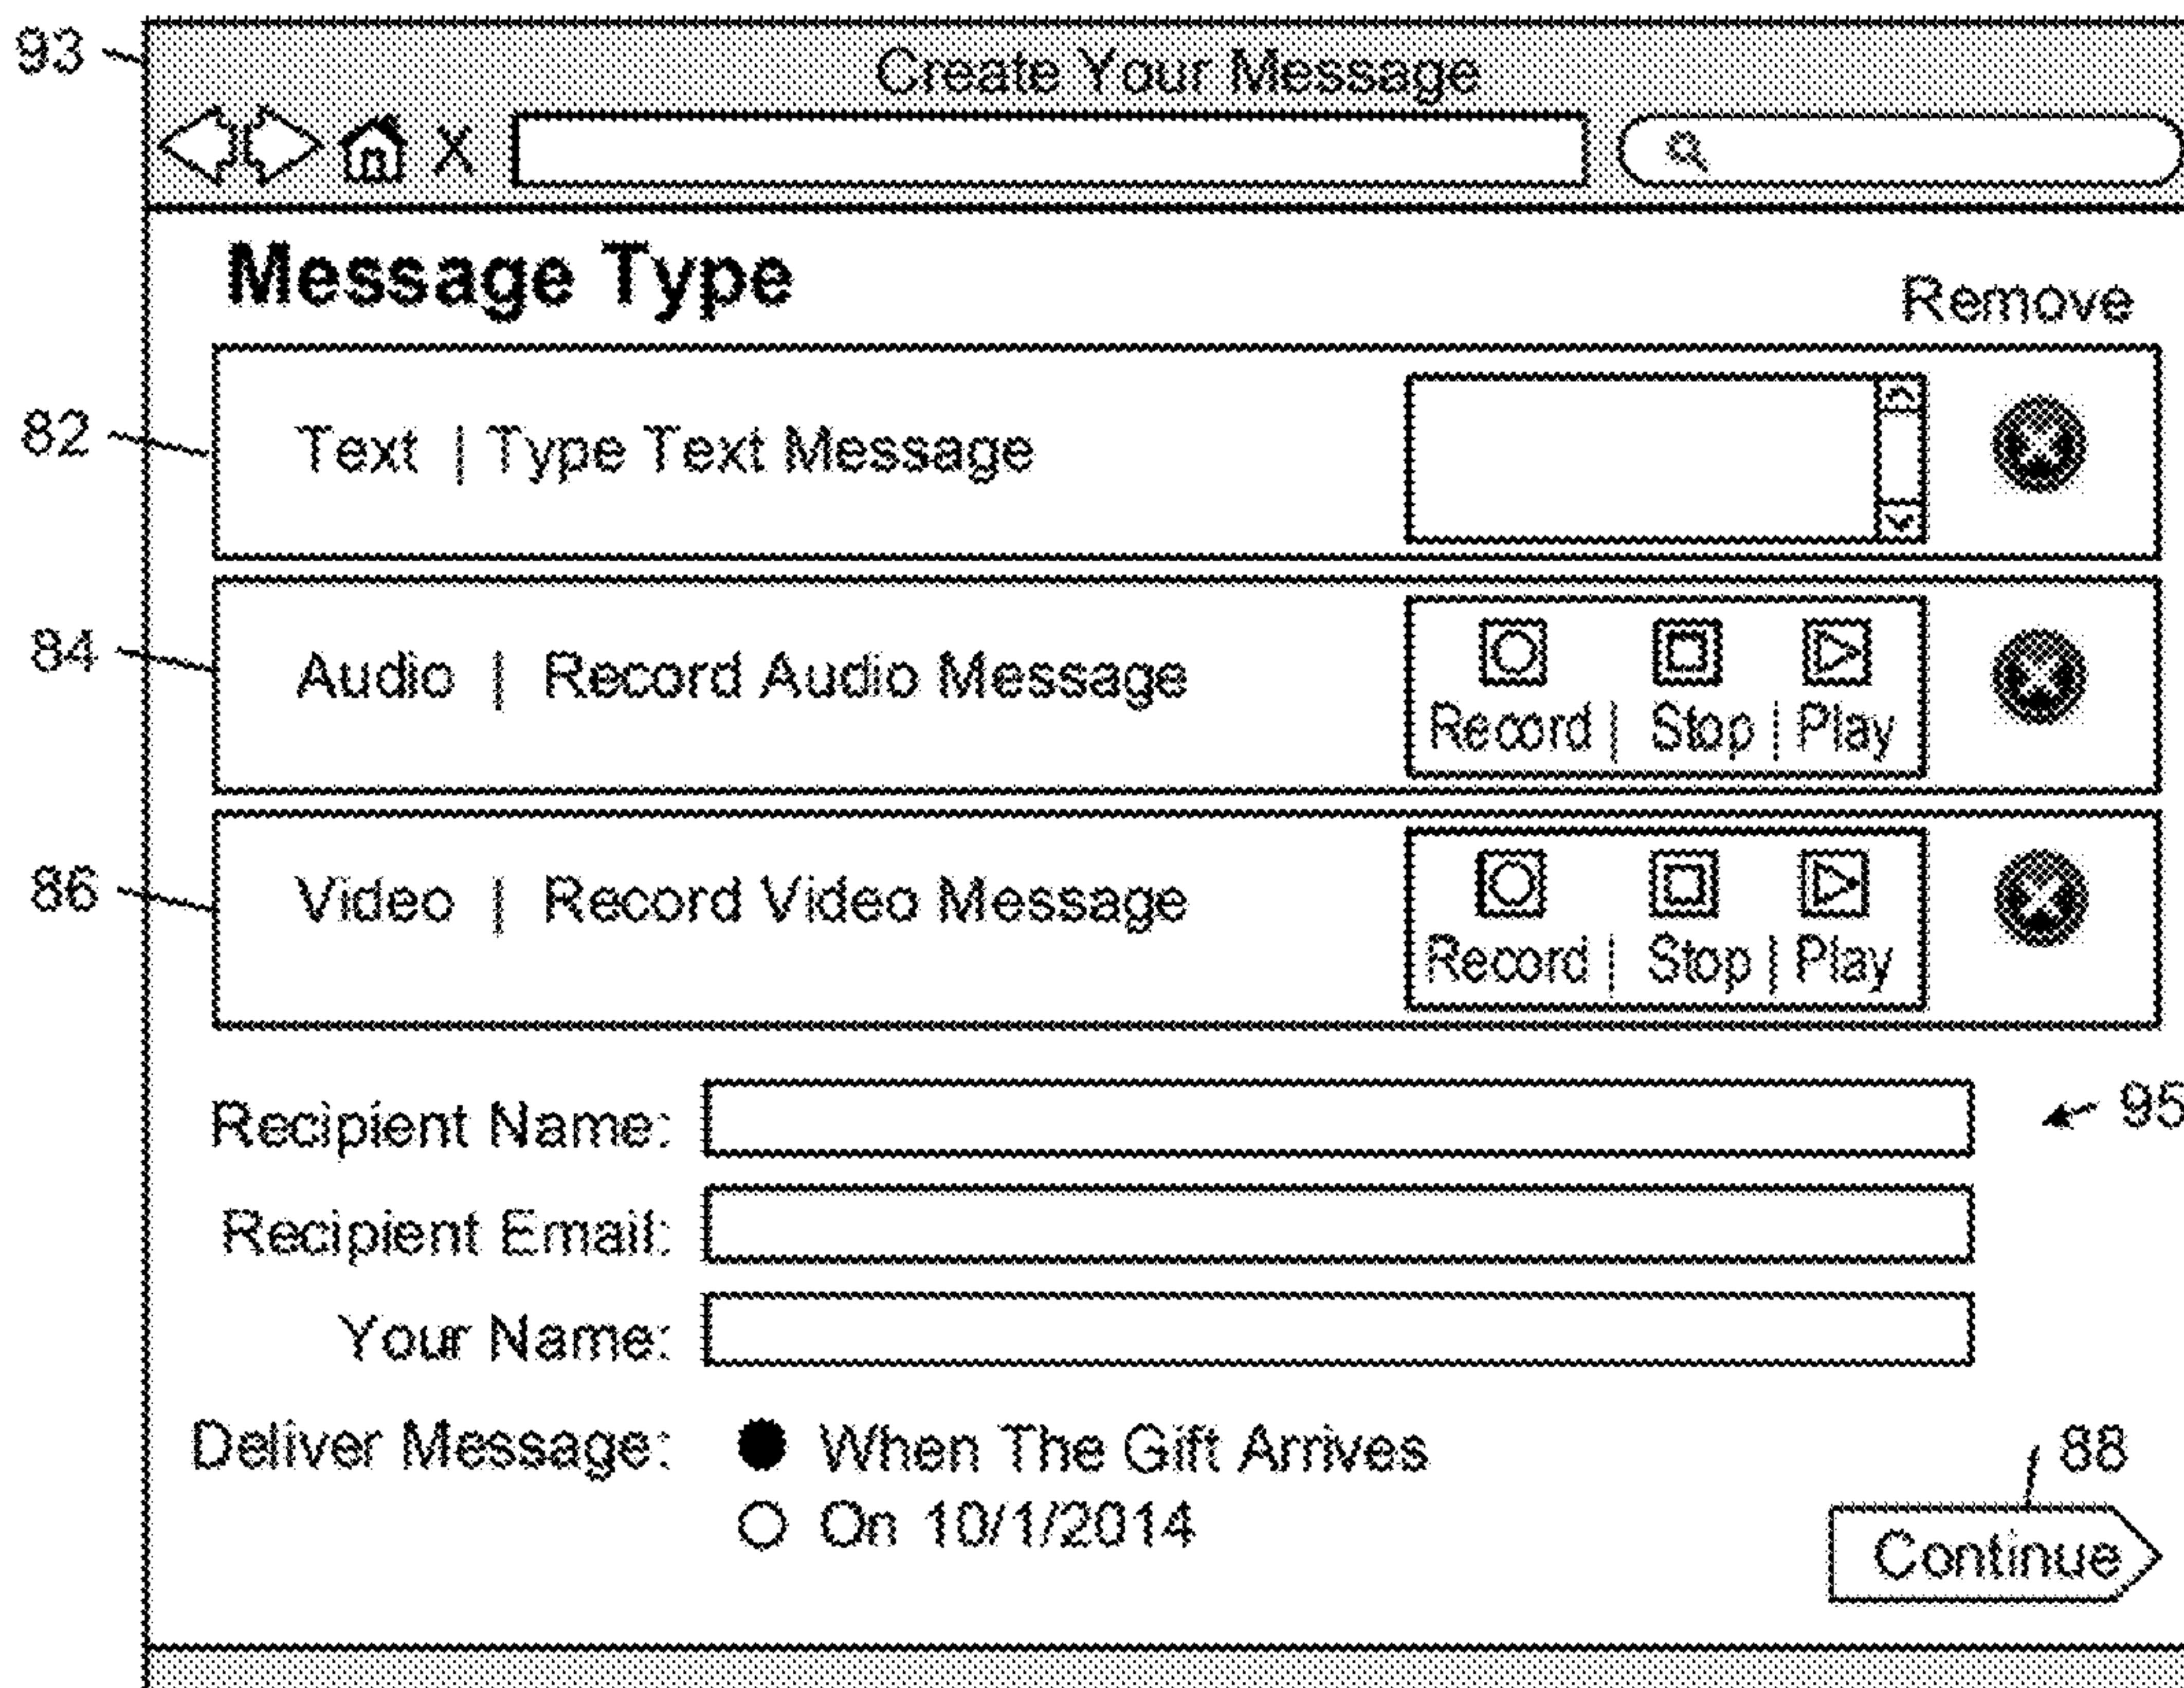 93
Create Your Message
Message Type
Remove
82
Text | Type Text Message
84
Audio | Record Audio Message
Record | Stop | Play
86
Video | Record Video Message
Record | Stop | Play
Recipient Name:
95
Recipient Email:
Your Name:
Deliver Message: When The Gift Arrives
88
On 10/1/2014
Continue